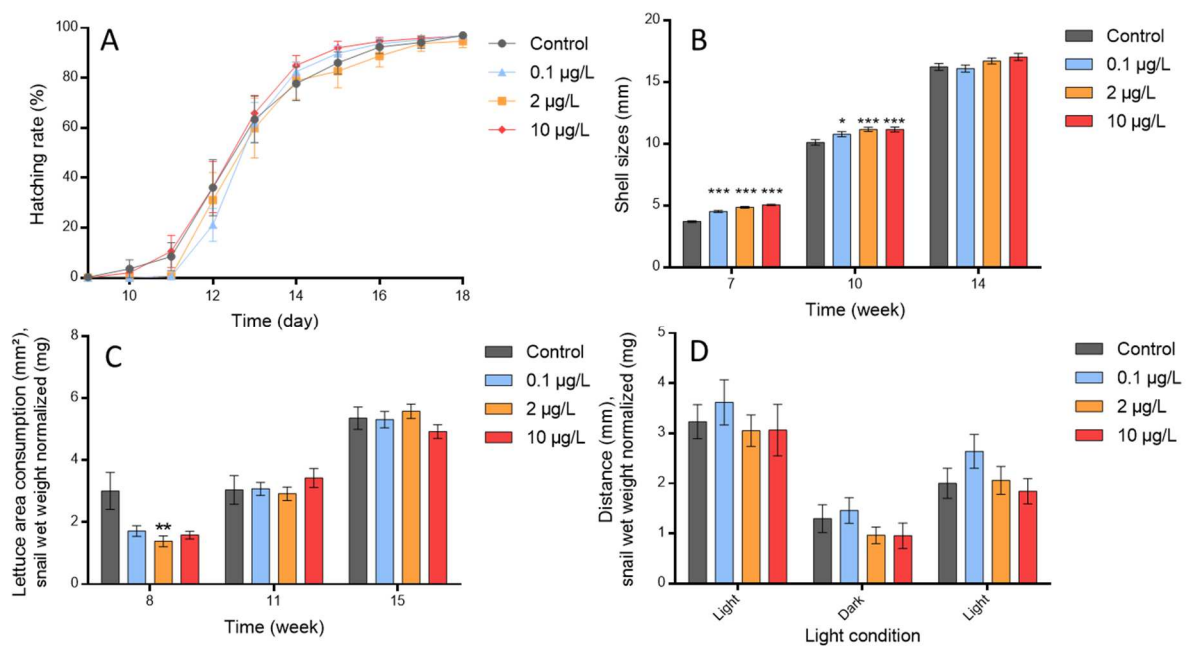 A
Hatching rate (%)
100
80
60
40
20
0
10 12 14 16 18
Time (day)
Control
0.1 µg/L
2 µg/L
10 µg/L
B
Shell sizes (mm)
20
15
10
5
0
*** *** ***
* *** ***
7 10 14
Time (week)
Control
0.1 µg/L
2 µg/L
10 µg/L
C
Lettuce area consumption (mm²),
snail wet weight normalized (mg)
8
6
4
2
0
**
8 11 15
Time (week)
Control
0.1 µg/L
2 µg/L
10 µg/L
D
Distance (mm),
snail wet weight normalized (mg)
5
4
3
2
1
0
Light Dark Light
Light condition
Control
0.1 µg/L
2 µg/L
10 µg/L